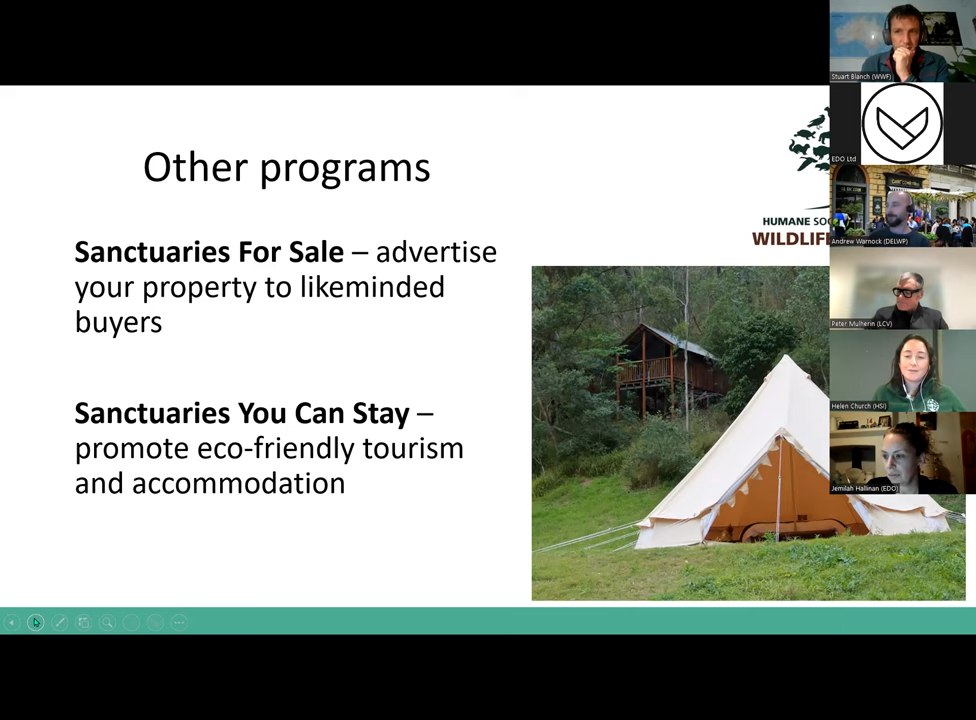 Other programs
Sanctuaries For Sale – advertise
your property to likeminded
buyers
Sanctuaries You Can Stay –
promote eco-friendly tourism
and accommodation
HUMANE
WILDLIFE
Stuart Blanch (WWF)
EDO Ltd
Andrew Warnock (DELWP)
Peter Mulherin (LCV)
Helen Church (HSI)
Jemilah Hallinan (EDO)